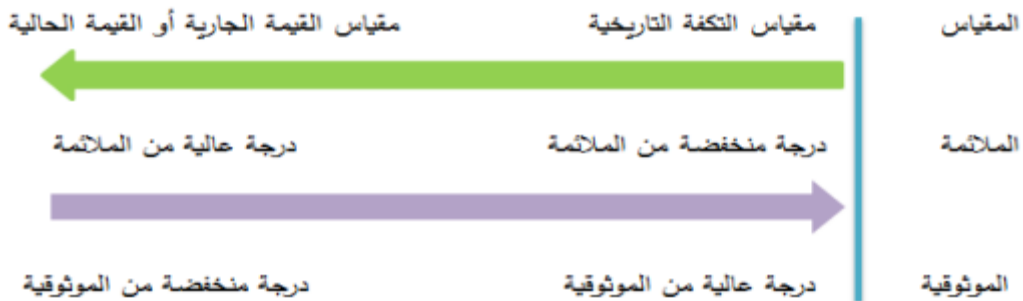 المقياس مقياس التكفة التاريخية مقياس القيمة الجارية أو القيمة الحالية
الملائمة درجة منخفضة من الملائمة درجة عالية من الملائمة
الموثوقية درجة عالية من الموثوقية درجة منخفضة من الموثوقية